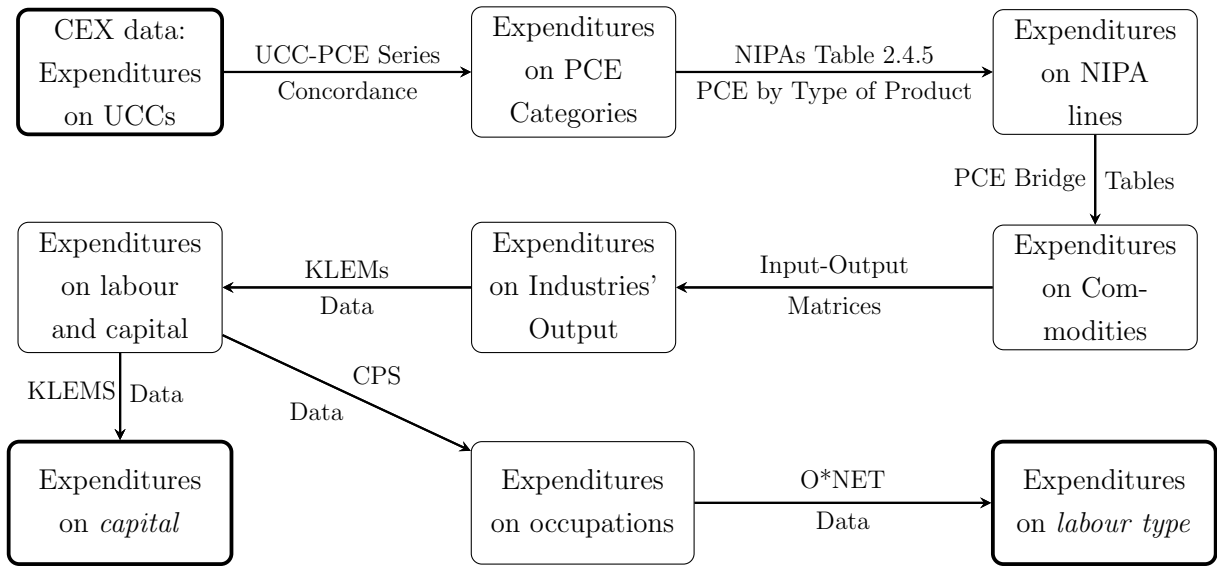 CEX data:
Expenditures
on UCCs
UCC-PCE Series
Concordance
Expenditures
on PCE
Categories
NIPAs Table 2.4.5
PCE by Type of Product
Expenditures
on NIPA
lines
PCE Bridge Tables
Expenditures
on Com-
modities
Input-Output
Matrices
Expenditures
on Industries'
Output
KLEMs
Data
Expenditures
on labour
and capital
KLEMS Data
CPS
Data
Expenditures
on capital
Expenditures
on occupations
O*NET
Data
Expenditures
on labour type